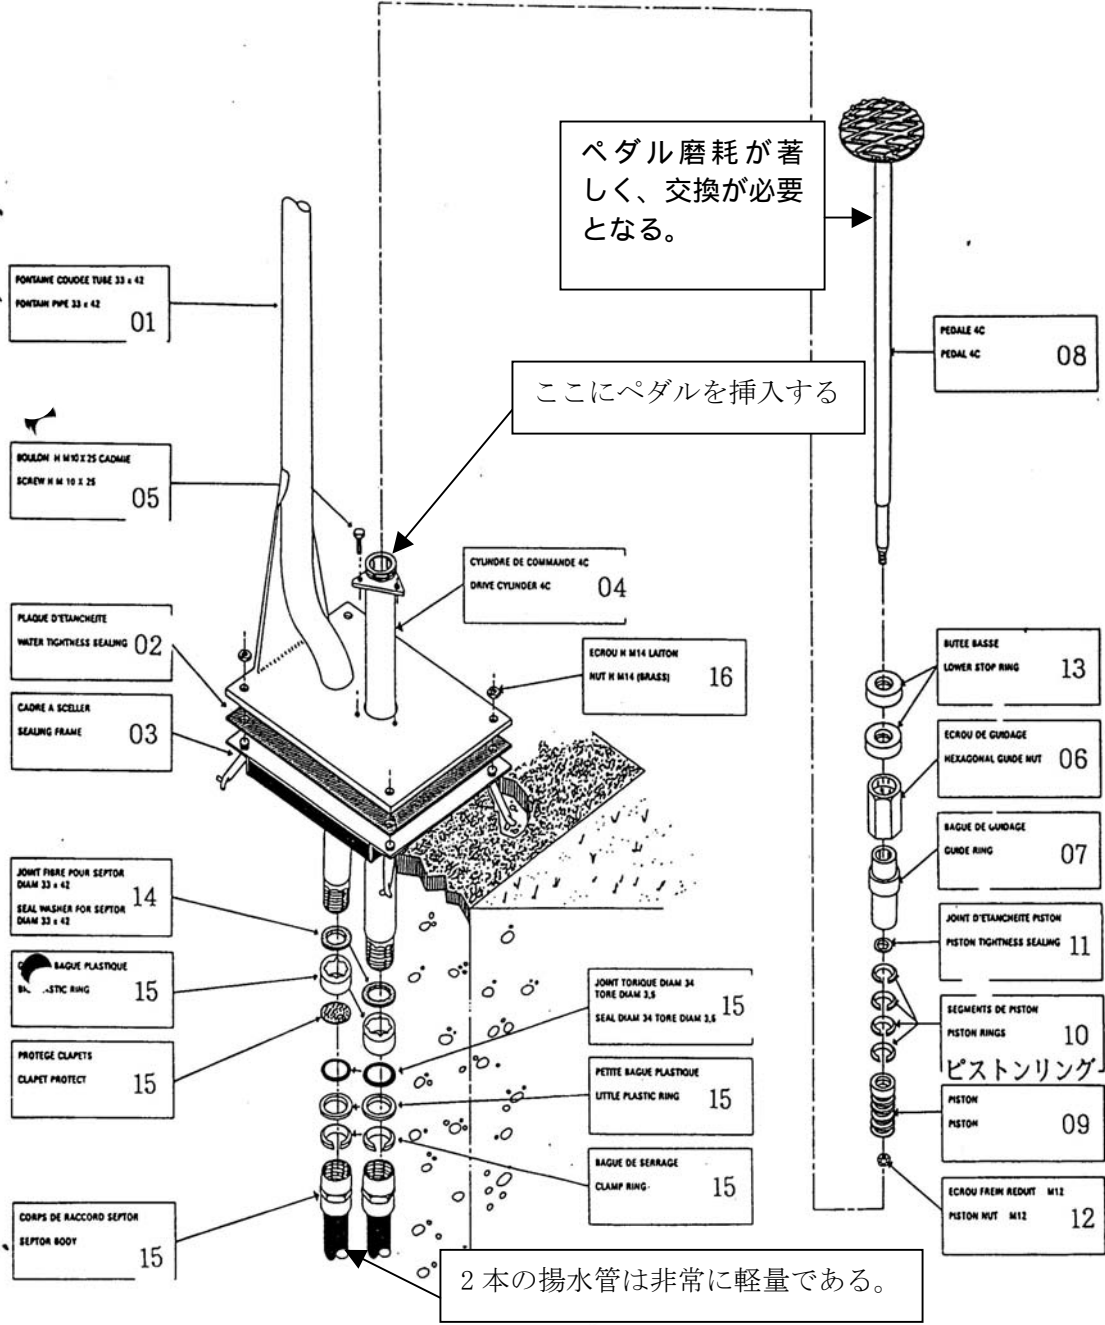 ペダル磨耗が著
しく、交換が必要
となる。
FONTAINE COUDEE TUBE 33 x 42
FONTAIN PIPE 33 x 42
01
PEDALE 4C
PEDAL 4C
08
ここにペダルを挿入する
BOULON H M10 X 25 CADMIE
SCREW H M 10 X 25
05
CYLINDRE DE COMMANDE 4C
DRIVE CYLINDER 4C
04
PLAQUE D'ETANCHEITE
WATER TIGHTNESS SEALING
02
ECROU H M14 LAITON
NUT H M14 (BRASS)
16
BUTEE BASSE
LOWER STOP RING
13
CADRE A SCELLER
SEALING FRAME
03
ECROU DE GUIDAGE
HEXAGONAL GUIDE NUT
06
BAGUE DE GUIDAGE
GUIDE RING
07
JOINT FIBRE POUR SEPTOR
DIAM 33 x 42
SEAL WASHER FOR SEPTOR
DIAM 33 x 42
14
JOINT D'ETANCHEITE PISTON
PISTON TIGHTNESS SEALING
11
BAGUE PLASTIQUE
RING
15
JOINT TORIQUE DIAM 34
TORE DIAM 3,5
SEAL DIAM 34 TORE DIAM 3,5
15
SEGMENTS DE PISTON
PISTON RINGS
10
ピストンリング
PROTEGE CLAPETS
CLAPET PROTECT
15
PETITE BAGUE PLASTIQUE
LITTLE PLASTIC RING
15
PISTON
PISTON
09
BAGUE DE SERRAGE
CLAMP RING
15
ECROU FREIN REDUIT M12
PISTON NUT M12
12
CORPS DE RACCORD SEPTOR
SEPTOR BODY
15
2本の揚水管は非常に軽量である。